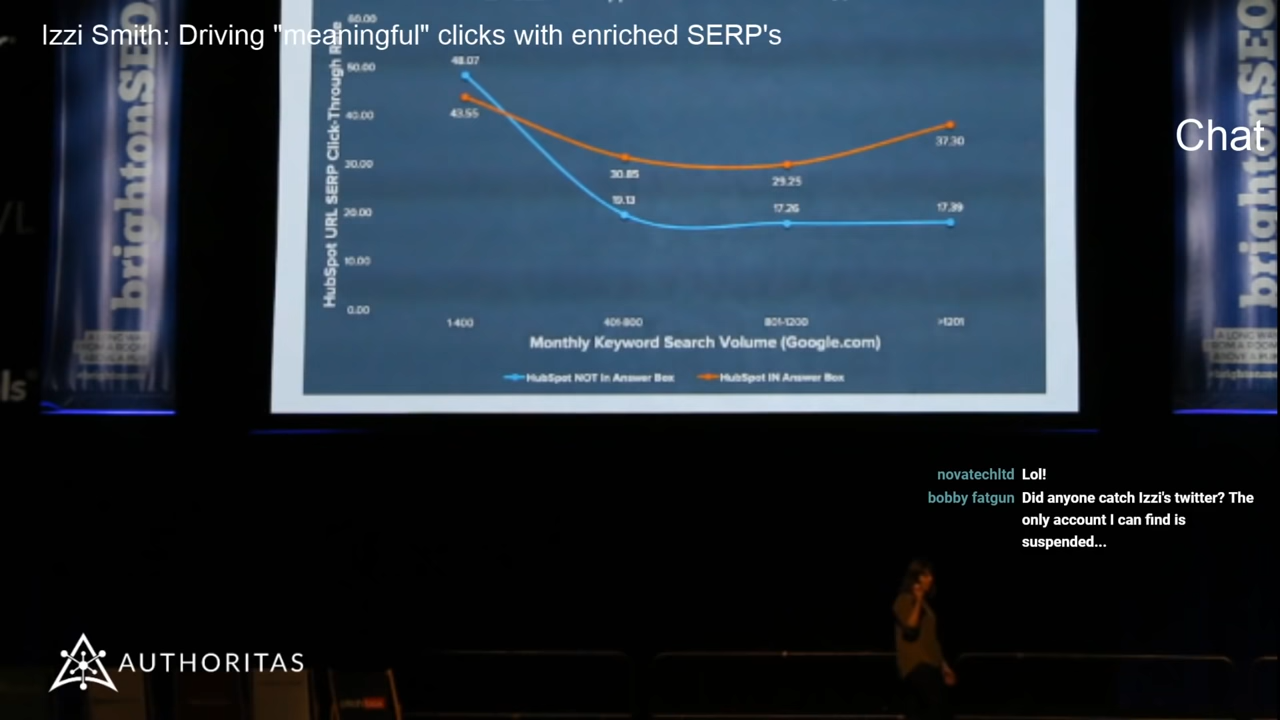 Izzi Smith: Driving "meaningful" clicks with enriched SERP's
brightonSEO
brightonSEO
Chat
HubSpot URL SERP Click-Through Rate
60.00
50.00
40.00
30.00
20.00
10.00
0.00
48.07
43.55
30.85
19.13
29.25
17.26
37.30
17.39
1-400
401-800
801-1200
>1201
Monthly Keyword Search Volume (Google.com)
HubSpot NOT In Answer Box
HubSpot IN Answer Box
novatechltd Lol!
bobby fatgun Did anyone catch Izzi's twitter? The
only account I can find is
suspended...
AUTHORITAS